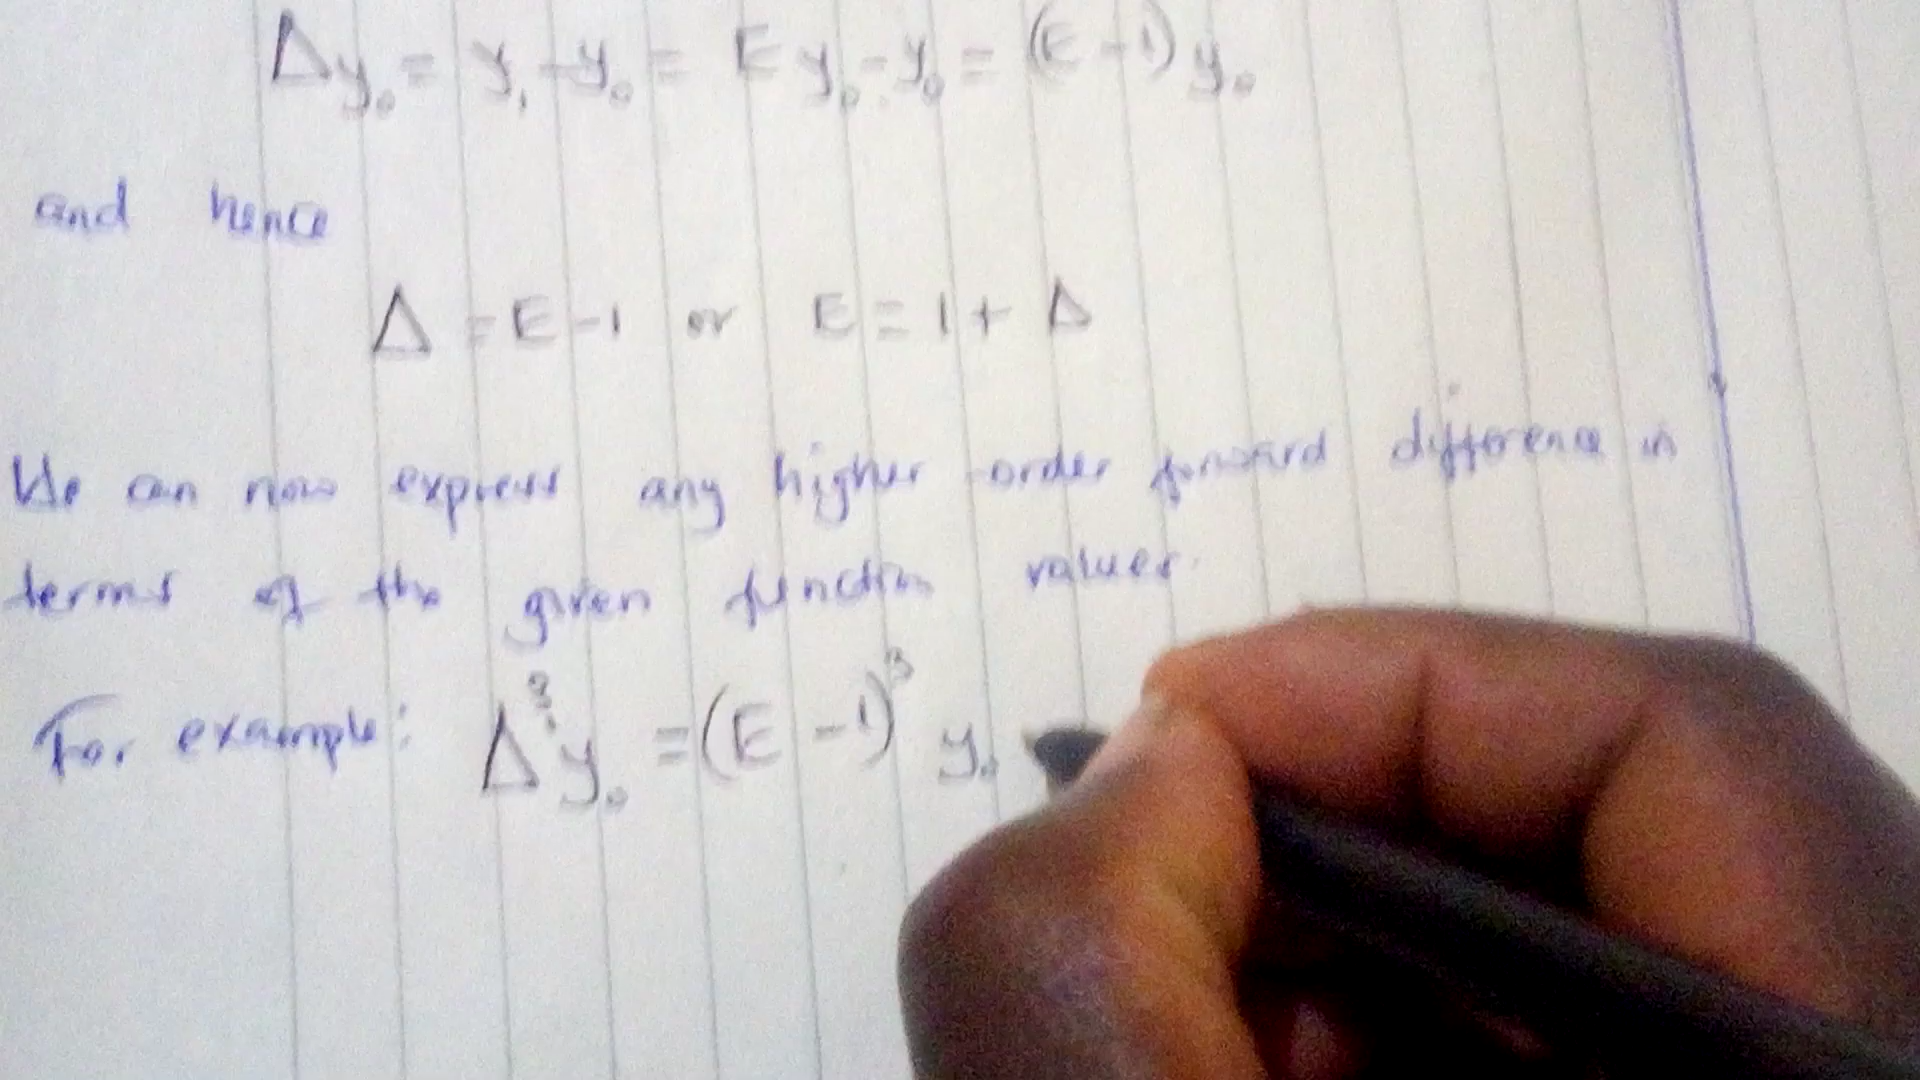 Δy₀ = y₁ - y₀ = E y₀ - y₀ = (E - 1) y₀
and hence
Δ = E - 1 or E = 1 + Δ
We can now express any higher order forward difference in
terms of the given function values.
For example: Δ³y₀ = (E - 1)³ y₀